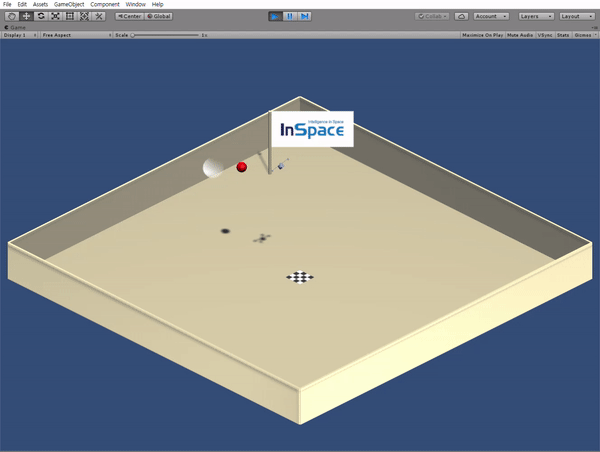 File Edit Assets GameObject Component Window Help
Center Global Collab Account Layers Layout
Game
Display 1 Free Aspect Scale 1x Maximize On Play Mute Audio VSync Stats Gizmos
Intelligence in Space
InSpace